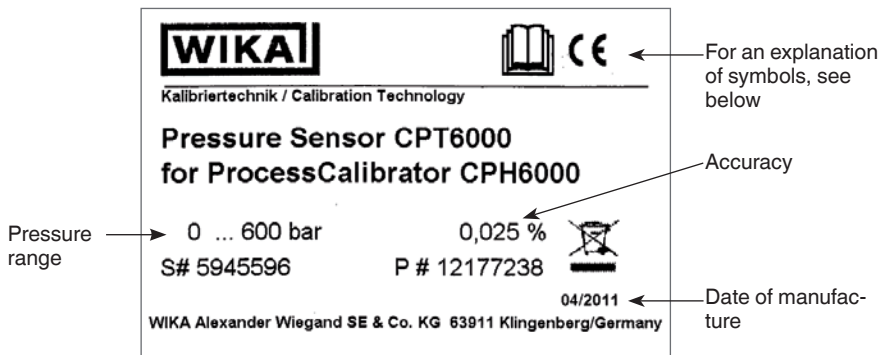 WIKA
CE
For an explanation
of symbols, see
below
Kalibriertechnik / Calibration Technology
Pressure Sensor CPT6000
for ProcessCalibrator CPH6000
Accuracy
Pressure
range
0 ... 600 bar 0,025 %
S# 5945596 P # 12177238
04/2011
Date of manufac-
ture
WIKA Alexander Wiegand SE & Co. KG 63911 Klingenberg/Germany